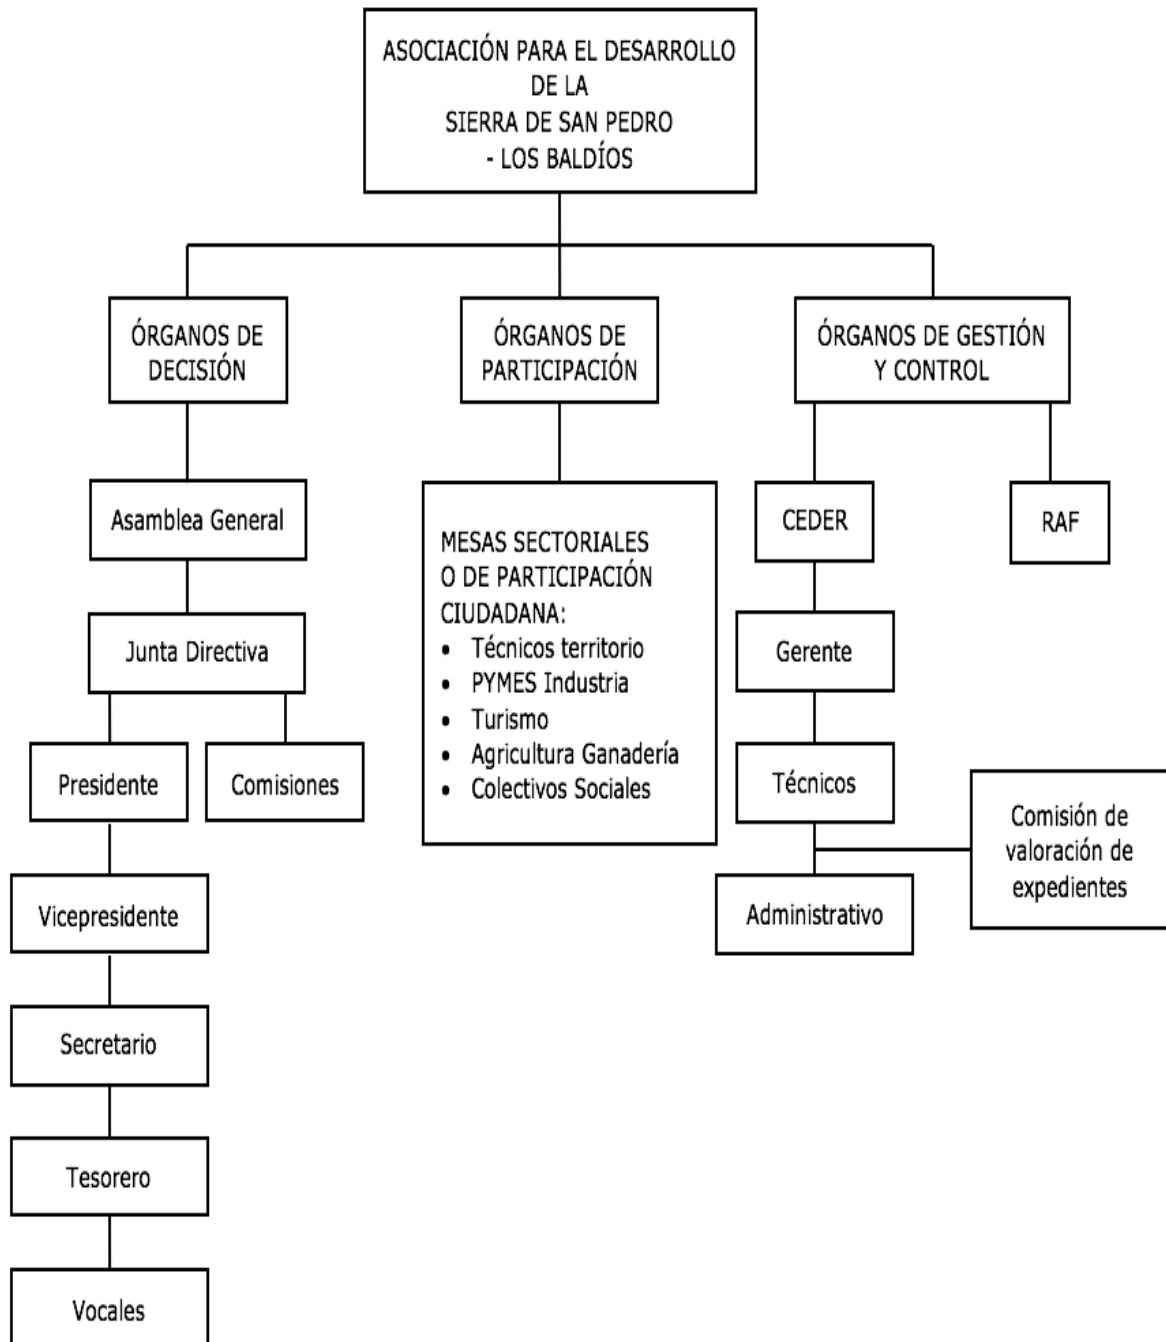 ASOCIACIÓN PARA EL DESARROLLO
DE LA
SIERRA DE SAN PEDRO
- LOS BALDÍOS
ÓRGANOS DE
DECISIÓN
ÓRGANOS DE
PARTICIPACIÓN
ÓRGANOS DE GESTIÓN
Y CONTROL
Asamblea General
Junta Directiva
Presidente
Comisiones
Vicepresidente
Secretario
Tesorero
Vocales
MESAS SECTORIALES
O DE PARTICIPACIÓN
CIUDADANA:
• Técnicos territorio
• PYMES Industria
• Turismo
• Agricultura Ganadería
• Colectivos Sociales
CEDER
RAF
Gerente
Técnicos
Comisión de
valoración de
expedientes
Administrativo